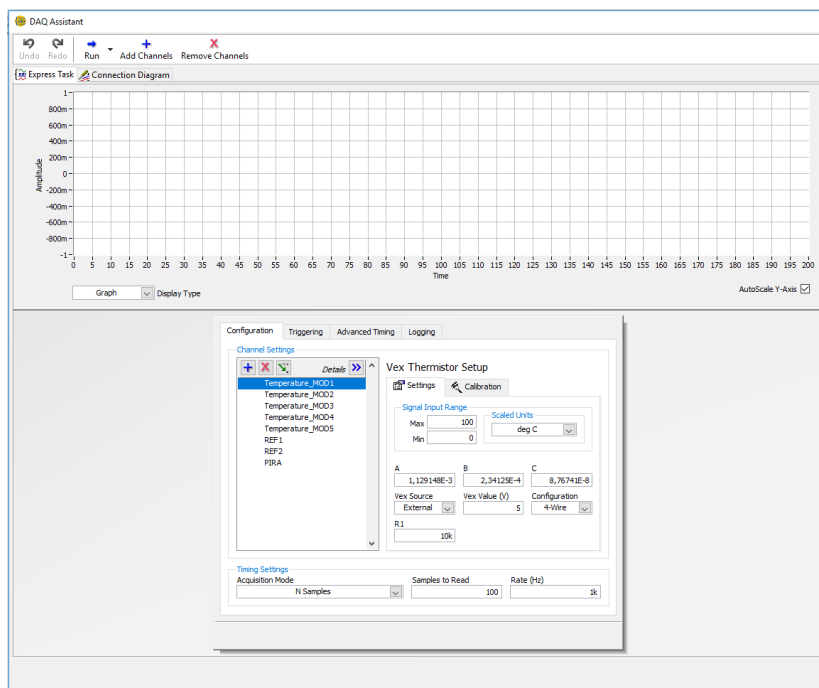 DAQ Assistant
Undo Redo Run Add Channels Remove Channels
Express Task Connection Diagram
1
800m
600m
400m
200m
0
-200m
-400m
-600m
-800m
-1
Amplitude
0 5 10 15 20 25 30 35 40 45 50 55 60 65 70 75 80 85 90 95 100 105 110 115 120 125 130 135 140 145 150 155 160 165 170 175 180 185 190 195 200
Time
Graph Display Type
AutoScale Y-Axis
Configuration Triggering Advanced Timing Logging
Channel Settings
Details
Temperature_MOD1
Temperature_MOD2
Temperature_MOD3
Temperature_MOD4
Temperature_MOD5
REF1
REF2
PIRA
Vex Thermistor Setup
Settings Calibration
Signal Input Range
Max 100
Min 0
Scaled Units
deg C
A B C
1,129148E-3 2,34125E-4 8,76741E-8
Vex Source Vex Value (V) Configuration
External 5 4-Wire
R1
10k
Timing Settings
Acquisition Mode Samples to Read Rate (Hz)
N Samples 100 1k